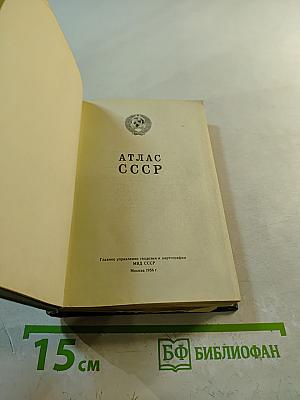 АТЛАС
СССР
Главное управление геодезии и картографии
МВД СССР
Москва 1956 г.
15 см
БФ БИБЛИОФАН